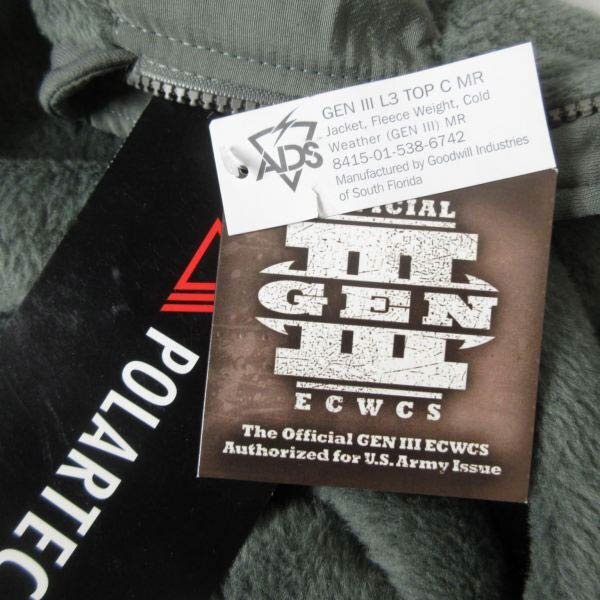 ADS
GEN III L3 TOP C MR
Jacket, Fleece Weight, Cold
Weather (GEN III) MR
8415-01-538-6742
Manufactured by Goodwill Industries
of South Florida
III
GEN
III
ECWCS
The Official GEN III ECWCS
Authorized for U.S. Army Issue
POLARTEC